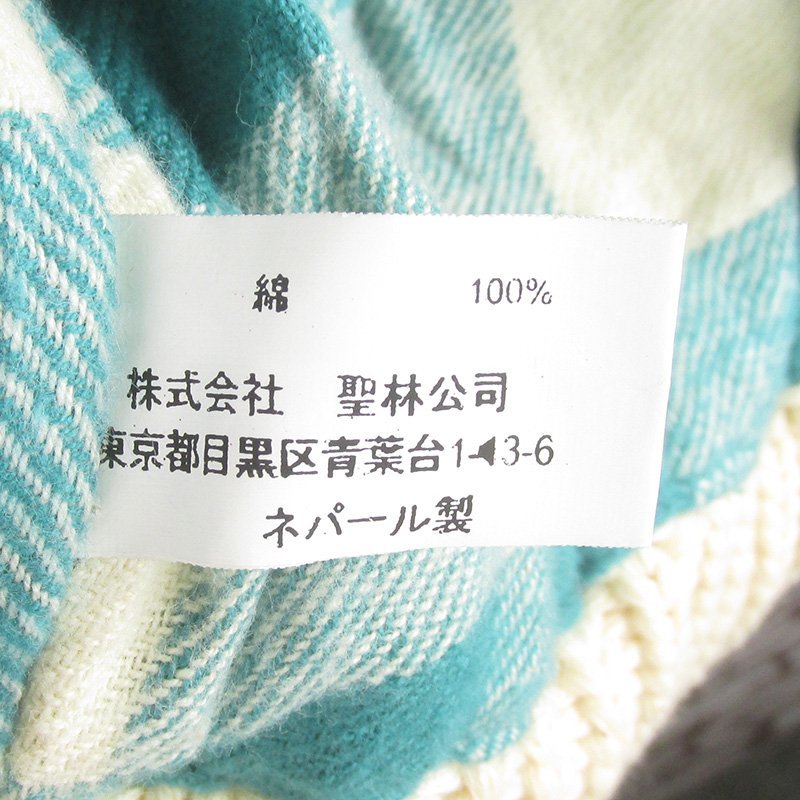 綿 100%
株式会社 聖林公司
東京都目黒区青葉台1-13-6
ネパール製